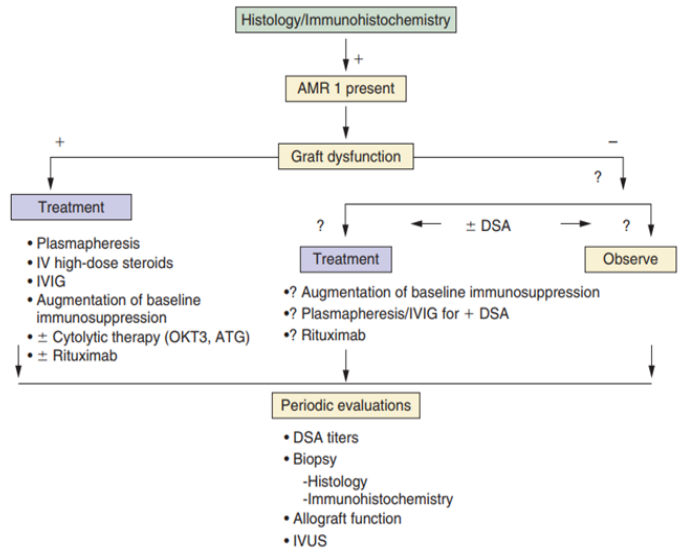 Histology/Immunohistochemistry
+
AMR 1 present
+
Graft dysfunction
−
?
Treatment
• Plasmapheresis
• IV high-dose steroids
• IVIG
• Augmentation of baseline
immunosuppression
• ± Cytolytic therapy (OKT3, ATG)
• ± Rituximab
?
± DSA
?
Treatment
Observe
•? Augmentation of baseline immunosuppression
•? Plasmapheresis/IVIG for + DSA
•? Rituximab
Periodic evaluations
• DSA titers
• Biopsy
-Histology
-Immunohistochemistry
• Allograft function
• IVUS